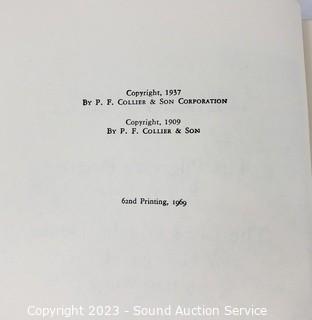 Copyright, 1937
By P. F. Collier & Son Corporation
Copyright, 1909
By P. F. Collier & Son
62nd Printing, 1969
Copyright 2023 - Sound Auction Service